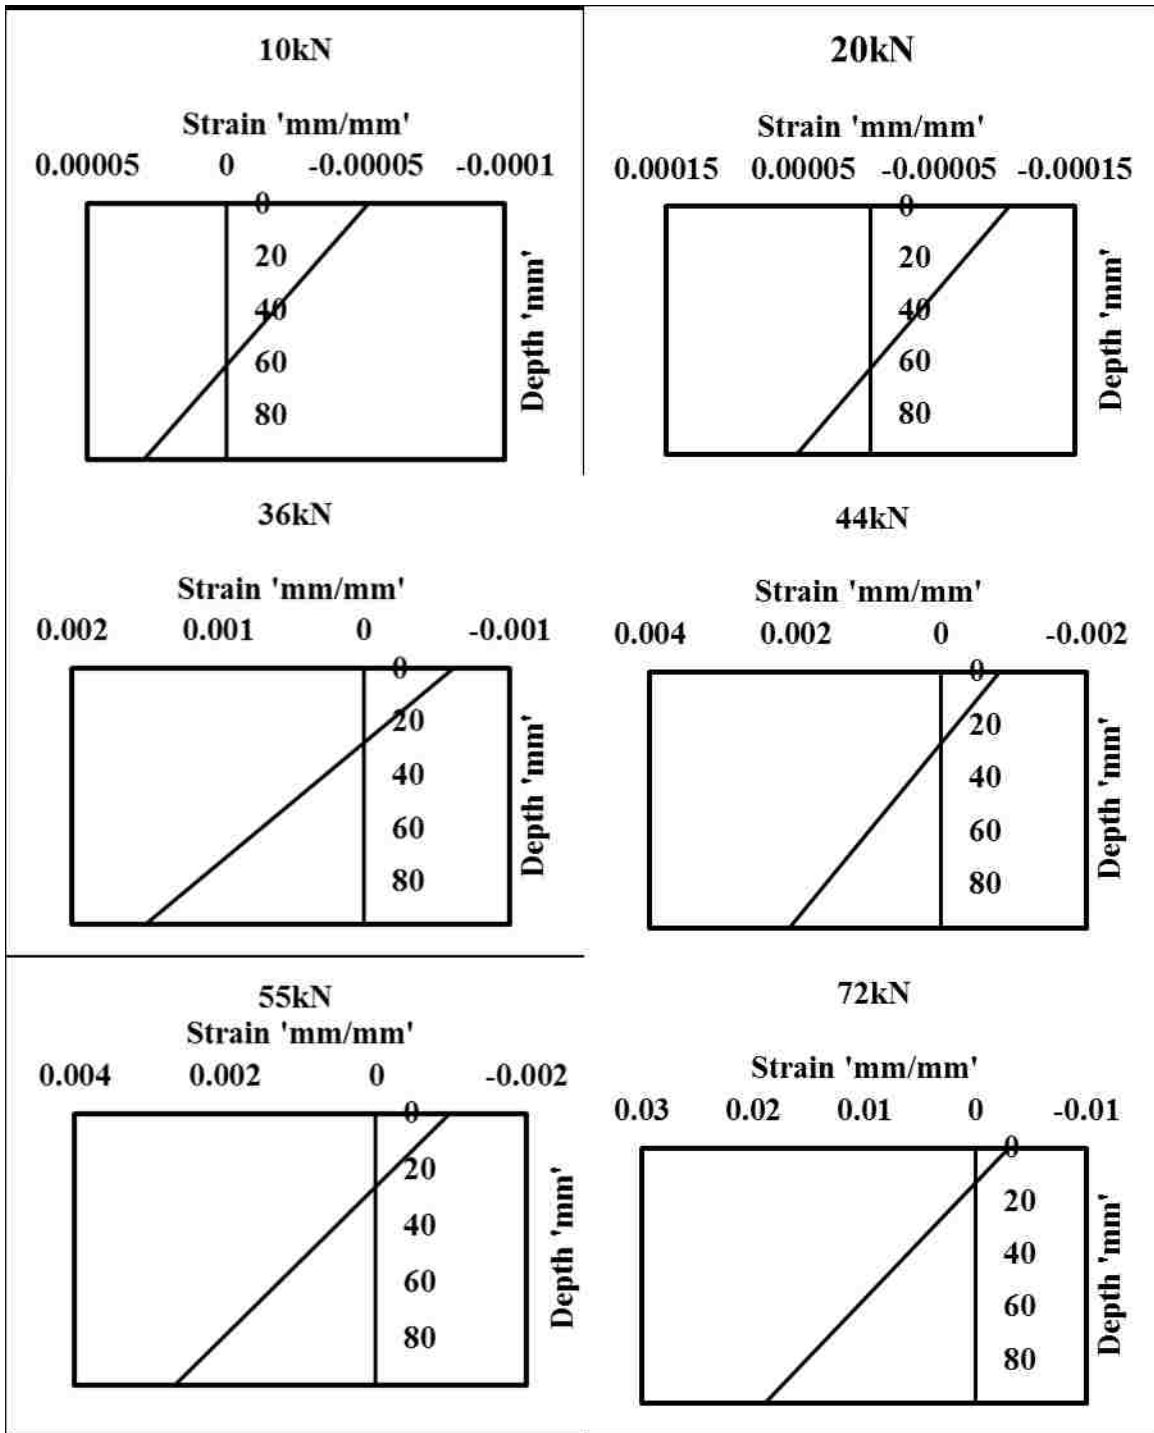 10kN
Strain 'mm/mm'
0.00005 0 -0.00005 -0.0001
0
20
40
60
80
Depth 'mm'
20kN
Strain 'mm/mm'
0.00015 0.00005 -0.00005 -0.00015
0
20
40
60
80
Depth 'mm'
36kN
Strain 'mm/mm'
0.002 0.001 0 -0.001
0
20
40
60
80
Depth 'mm'
44kN
Strain 'mm/mm'
0.004 0.002 0 -0.002
0
20
40
60
80
Depth 'mm'
55kN
Strain 'mm/mm'
0.004 0.002 0 -0.002
0
20
40
60
80
Depth 'mm'
72kN
Strain 'mm/mm'
0.03 0.02 0.01 0 -0.01
0
20
40
60
80
Depth 'mm'